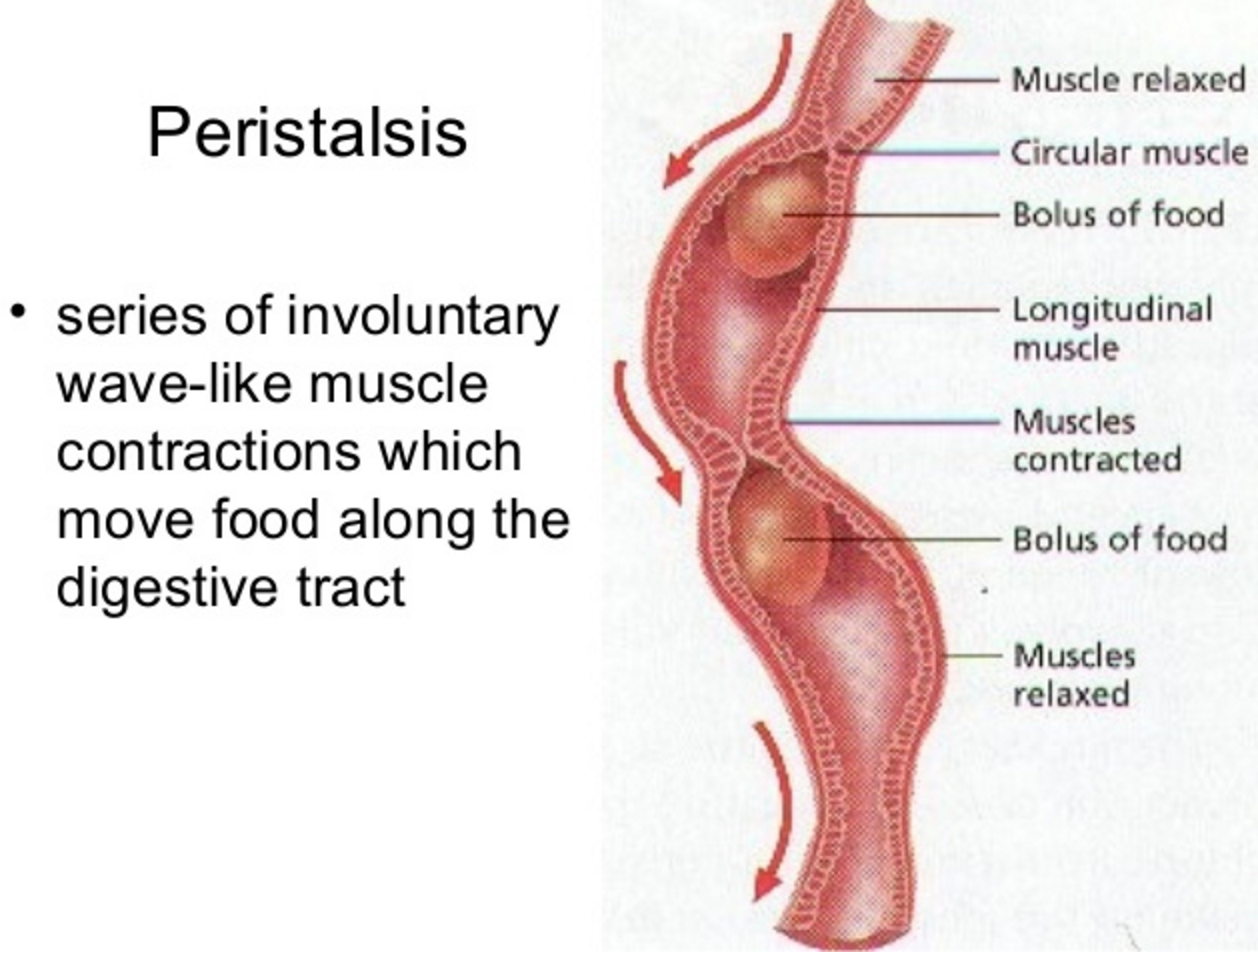 Peristalsis
• series of involuntary
wave-like muscle
contractions which
move food along the
digestive tract
Muscle relaxed
Circular muscle
Bolus of food
Longitudinal
muscle
Muscles
contracted
Bolus of food
Muscles
relaxed